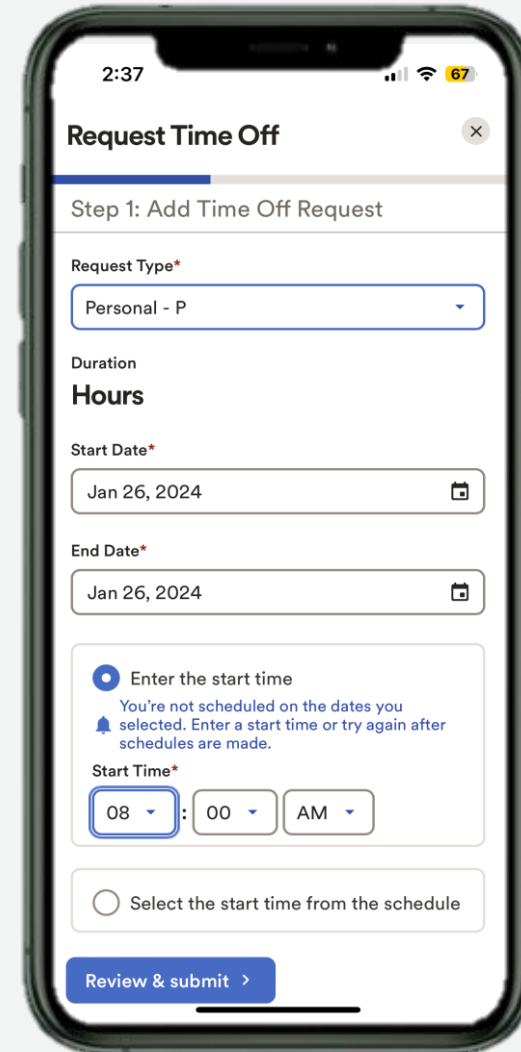 2:37
67
Request Time Off
Step 1: Add Time Off Request
Request Type*
Personal - P
Duration
Hours
Start Date*
Jan 26, 2024
End Date*
Jan 26, 2024
Enter the start time
You're not scheduled on the dates you
selected. Enter a start time or try again after
schedules are made.
Start Time*
08 : 00 AM
Select the start time from the schedule
Review & submit